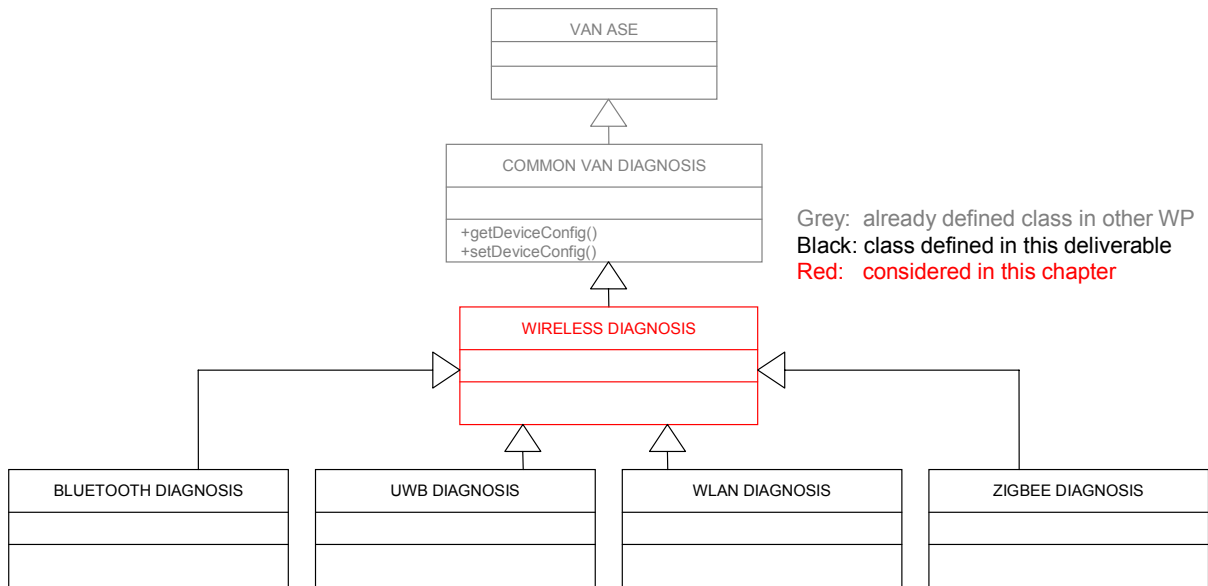 VAN ASE
COMMON VAN DIAGNOSIS
+getDeviceConfig()
+setDeviceConfig()
Grey: already defined class in other WP
Black: class defined in this deliverable
Red: considered in this chapter
WIRELESS DIAGNOSIS
BLUETOOTH DIAGNOSIS
UWB DIAGNOSIS
WLAN DIAGNOSIS
ZIGBEE DIAGNOSIS